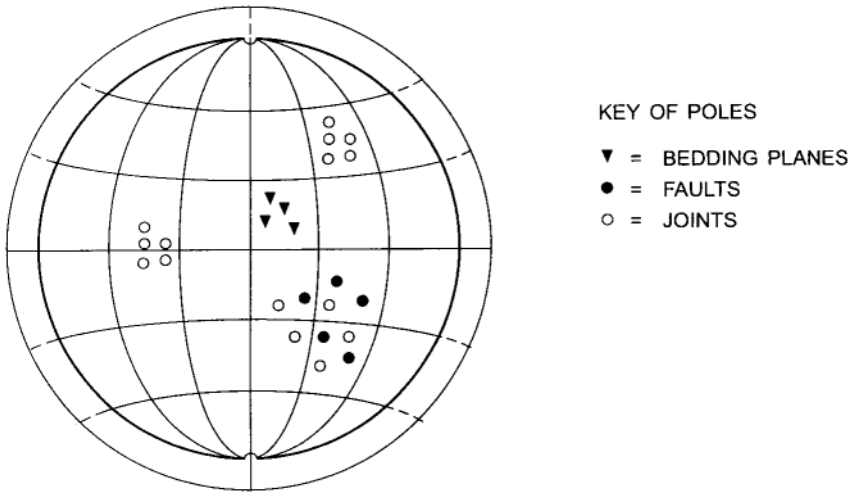 KEY OF POLES
▼ = BEDDING PLANES
● = FAULTS
○ = JOINTS